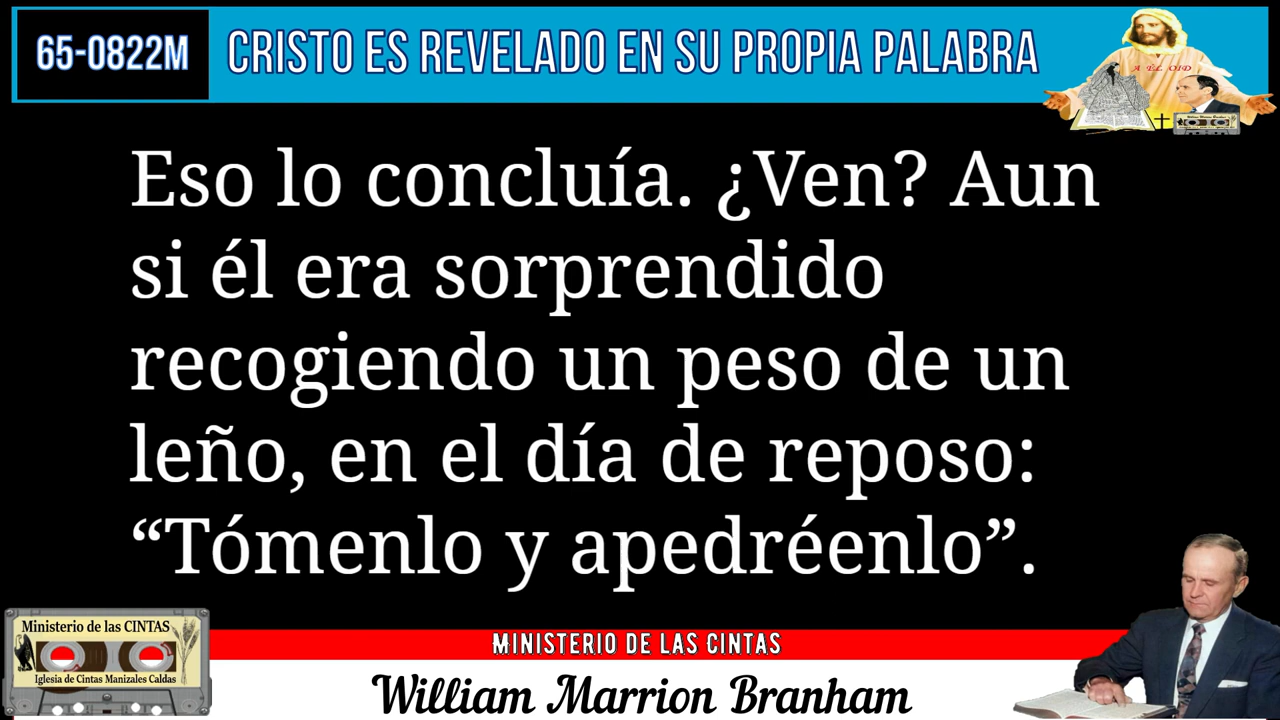 65-0822M
CRISTO ES REVELADO EN SU PROPIA PALABRA
A ÉL OID
Eso lo concluía. ¿Ven? Aun
si él era sorprendido
recogiendo un peso de un
leño, en el día de reposo:
“Tómenlo y apedréenlo”.
Ministerio de las CINTAS
Iglesia de Cintas Manizales Caldas
MINISTERIO DE LAS CINTAS
William Marrion Branham